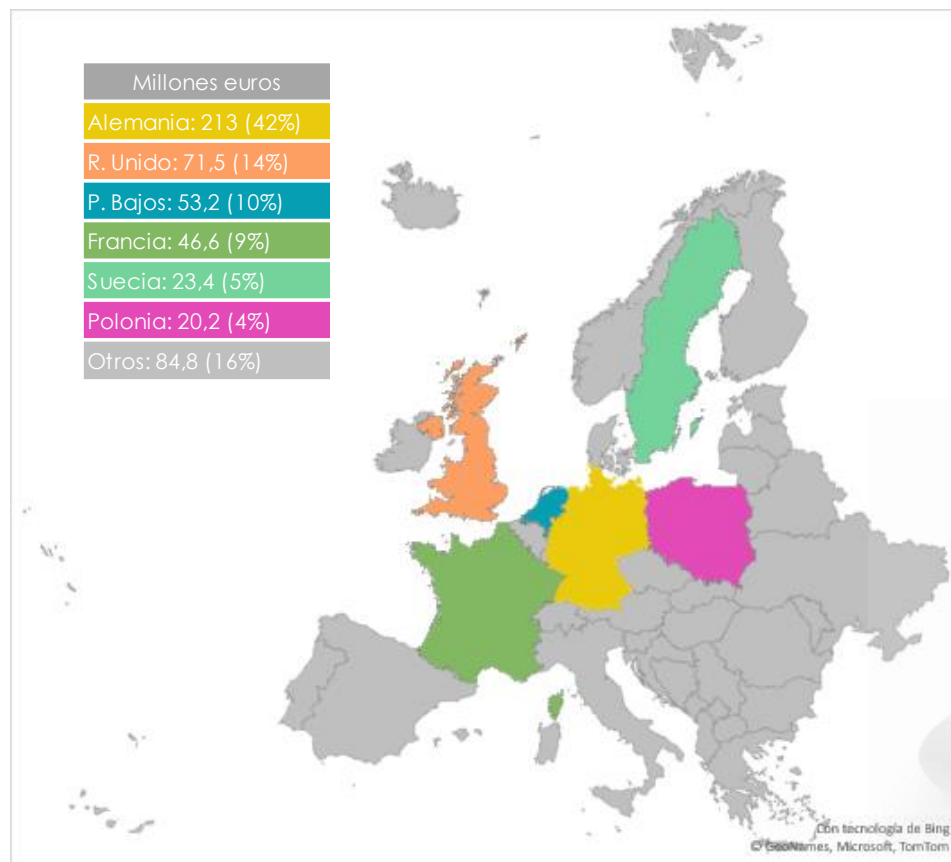 Millones euros
Alemania: 213 (42%)
R. Unido: 71,5 (14%)
P. Bajos: 53,2 (10%)
Francia: 46,6 (9%)
Suecia: 23,4 (5%)
Polonia: 20,2 (4%)
Otros: 84,8 (16%)
Con tecnología de Bing
© GeoNames, Microsoft, TomTom